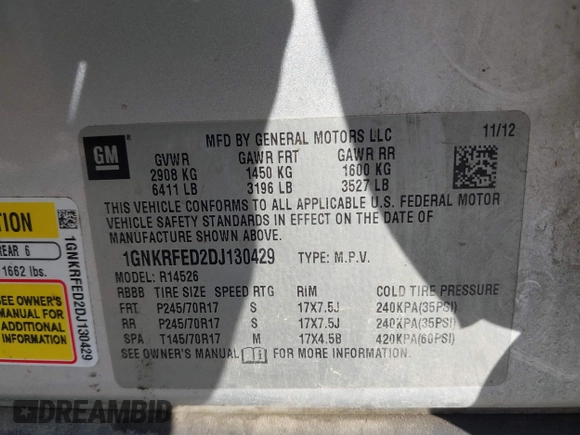 GM
MFD BY GENERAL MOTORS LLC
11/12
GVWR GAWR FRT GAWR RR
2908 KG 1450 KG 1600 KG
6411 LB 3196 LB 3527 LB
THIS VEHICLE CONFORMS TO ALL APPLICABLE U.S. FEDERAL MOTOR
VEHICLE SAFETY STANDARDS IN EFFECT ON THE DATE OF
MANUFACTURE SHOWN ABOVE.
1GNKRFED2DJ130429 TYPE: M.P.V.
MODEL: R14526
RBBB TIRE SIZE SPEED RTG RIM COLD TIRE PRESSURE
FRT P245/70R17 S 17X7.5J 240KPA(35PSI)
RR P245/70R17 S 17X7.5J 240KPA(35PSI)
SPA T145/70R17 M 17X4.5B 420KPA(60PSI)
SEE OWNER'S MANUAL FOR MORE INFORMATION.
REAR 6
1662 lbs.
SEE OWNER'S
MANUAL
1GNKRFED2DJ130429
DREAMBID